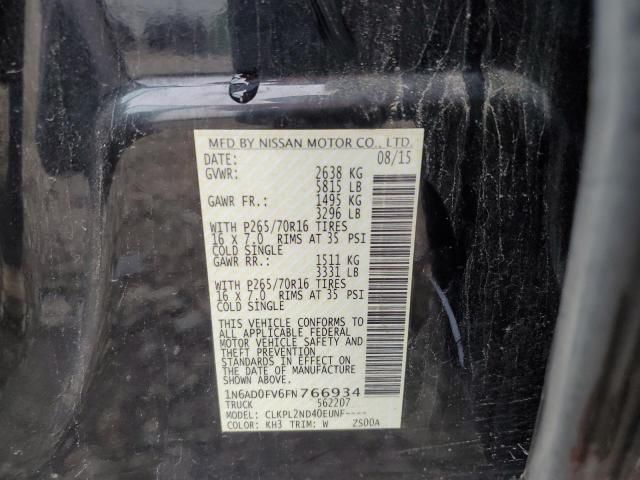 MFD BY NISSAN MOTOR CO., LTD.
DATE: 08/15
GVWR: 2638 KG
5815 LB
GAWR FR.: 1495 KG
3296 LB
WITH P265/70R16 TIRES
16 X 7.0 RIMS AT 35 PSI
COLD SINGLE
GAWR RR.: 1511 KG
3331 LB
WITH P265/70R16 TIRES
16 X 7.0 RIMS AT 35 PSI
COLD SINGLE
THIS VEHICLE CONFORMS TO
ALL APPLICABLE FEDERAL
MOTOR VEHICLE SAFETY AND
THEFT PREVENTION
STANDARDS IN EFFECT ON
THE DATE OF MANUFACTURE
SHOWN ABOVE.
1N6AD0FV6FN766934
TRUCK 562207
MODEL: CLKPL2ND40EUNF----
COLOR: KH3 TRIM: W ZS00A